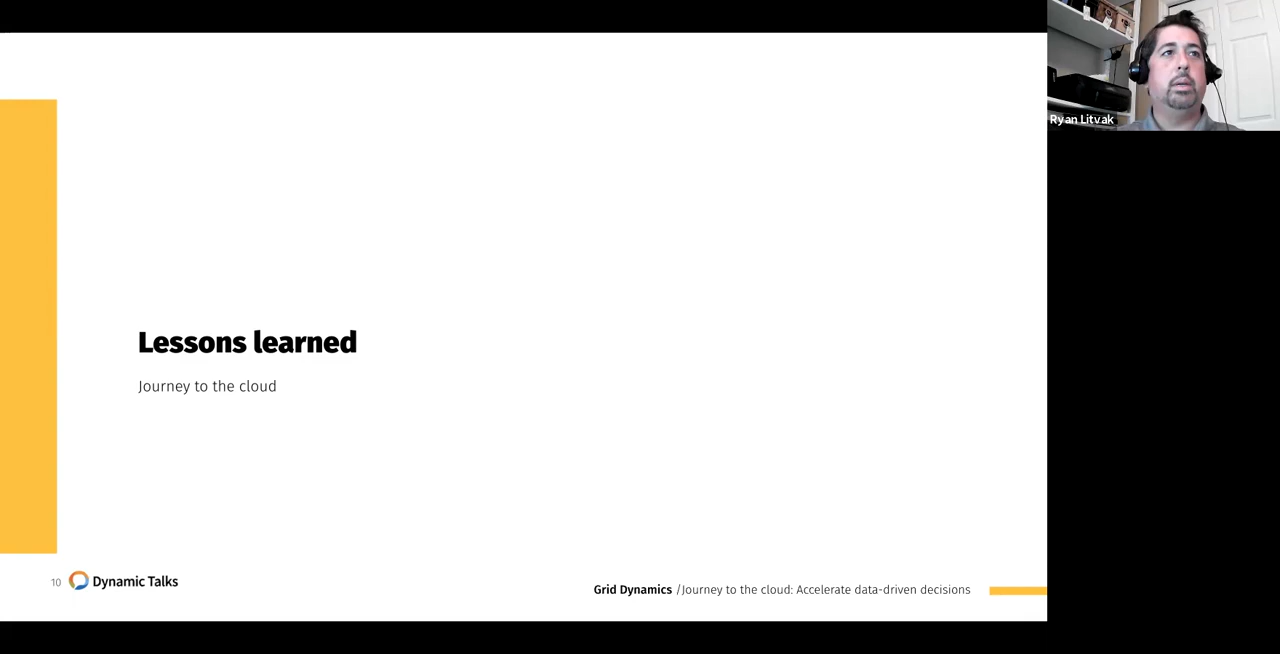 Ryan Litvak
Lessons learned
Journey to the cloud
10 Dynamic Talks
Grid Dynamics / Journey to the cloud: Accelerate data-driven decisions